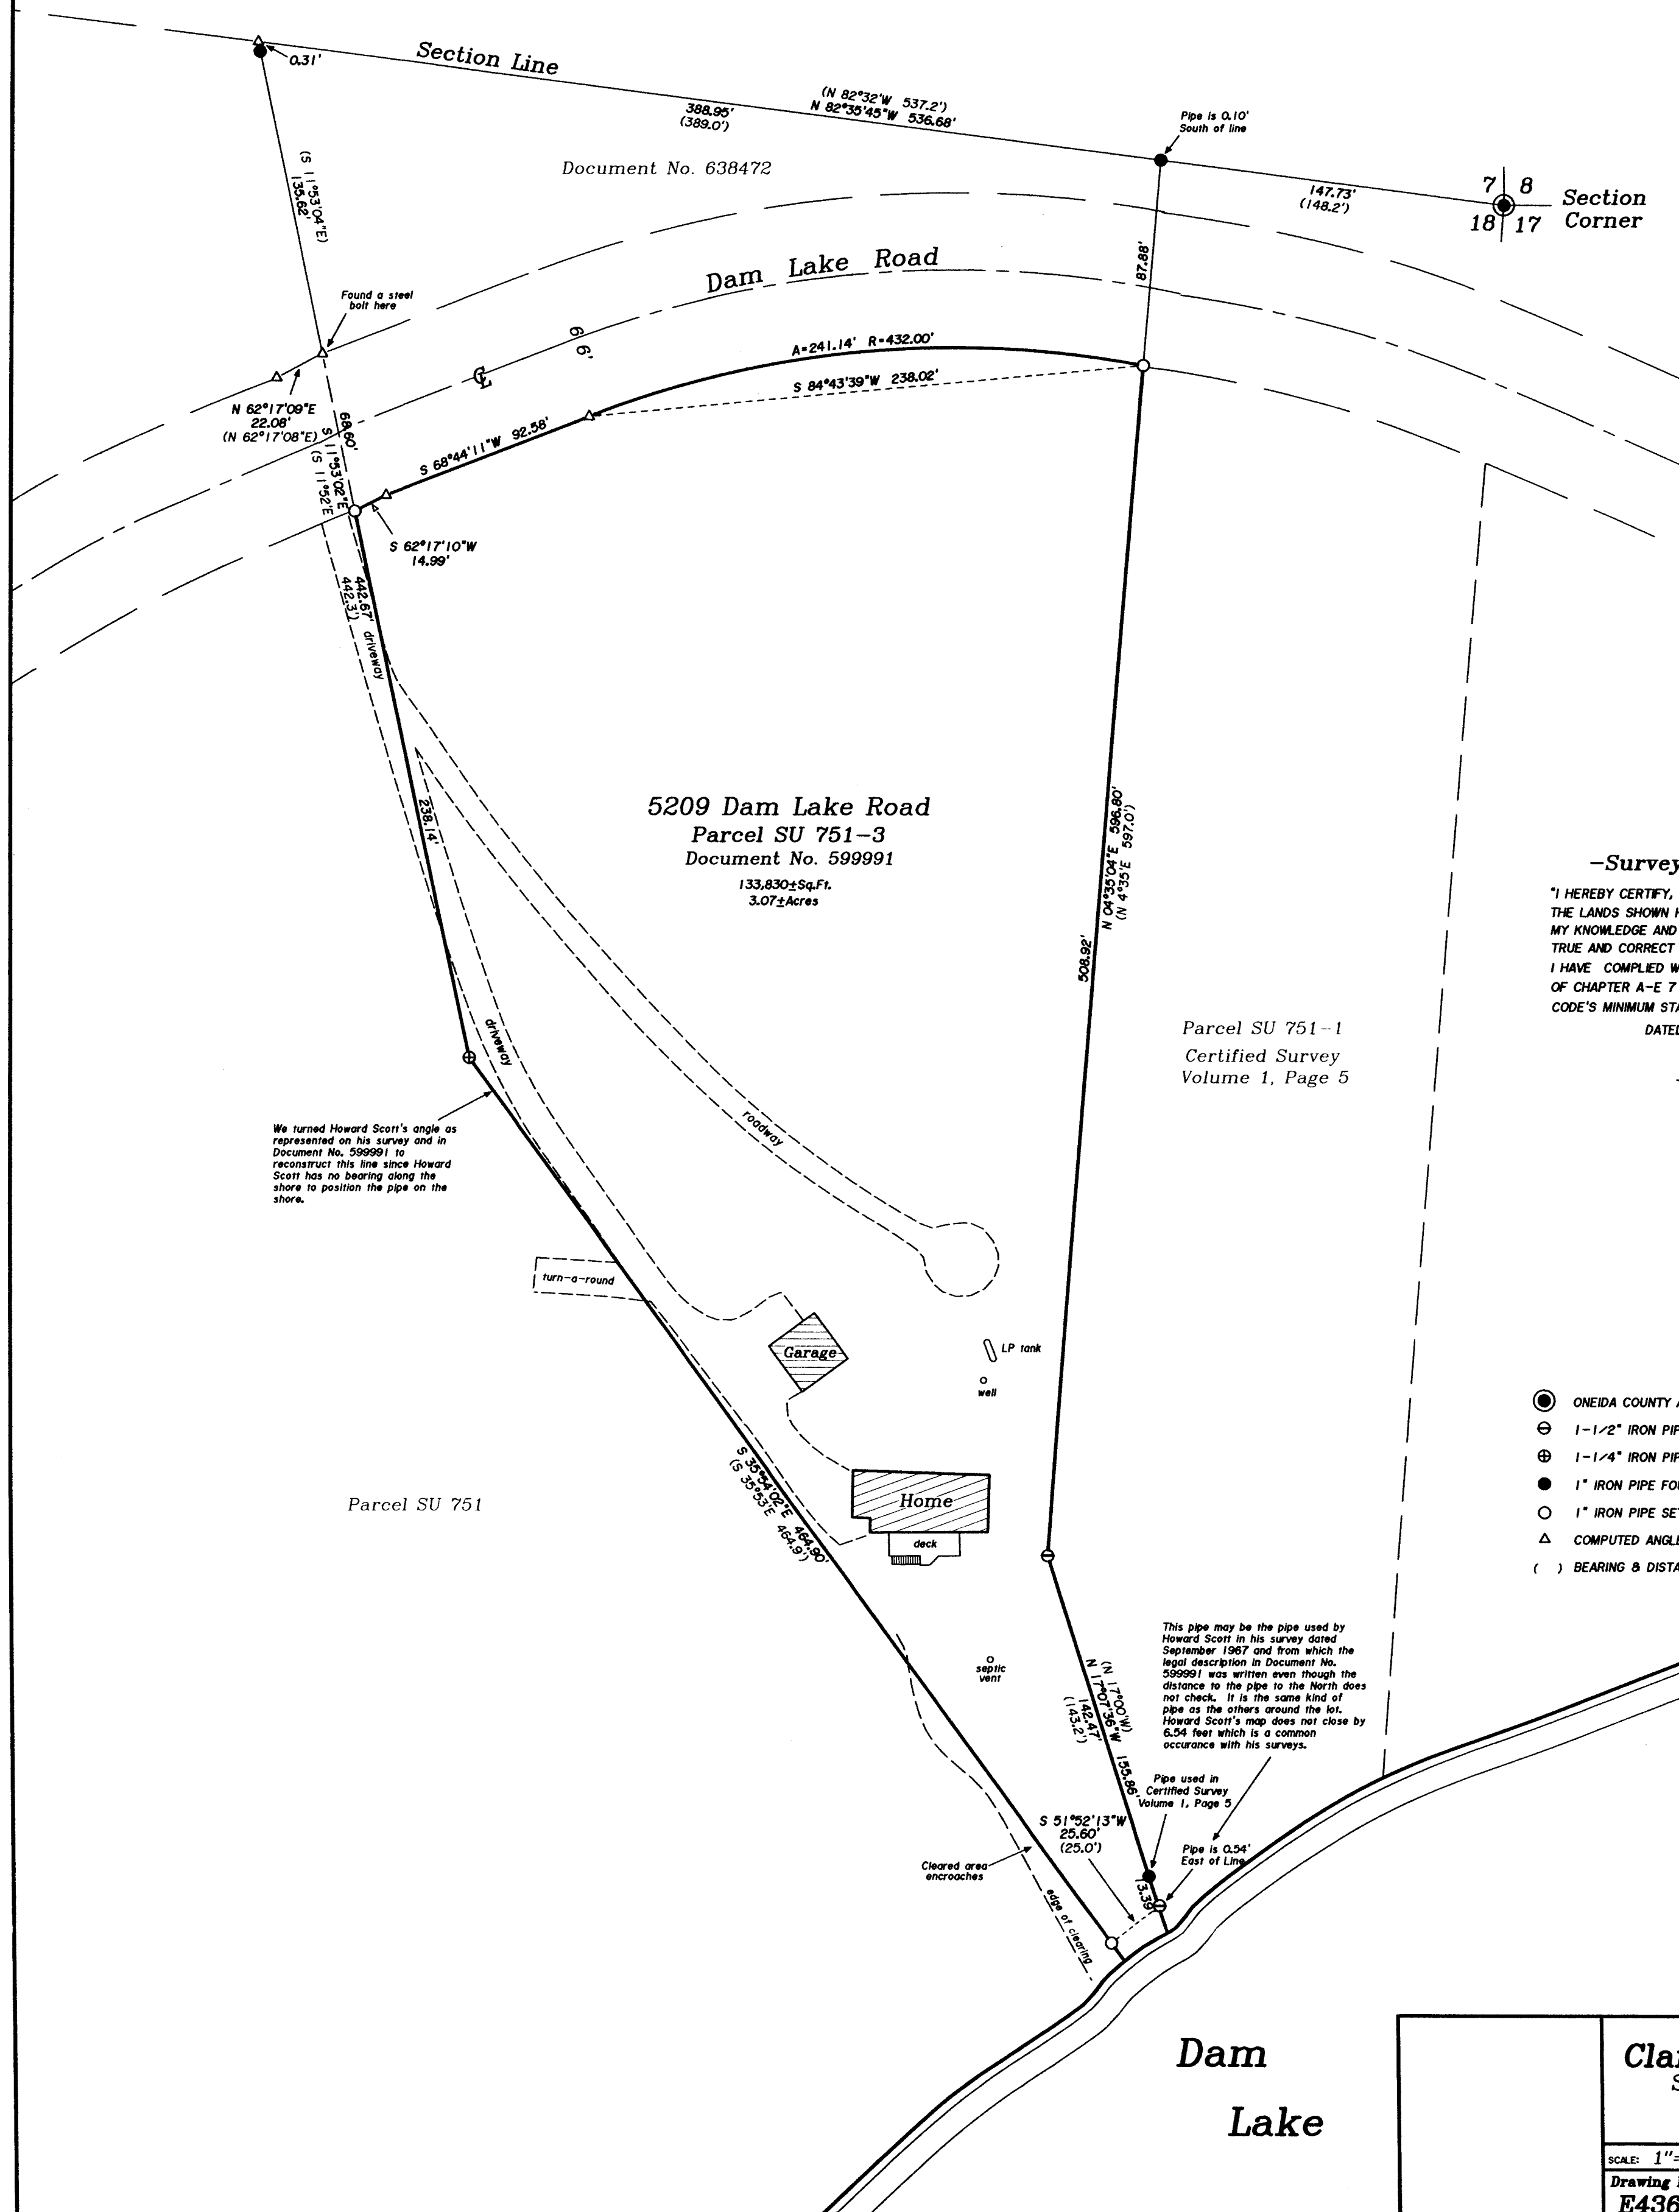 0.31'
Section Line
388.95'
(389.0')
(N 82°32'W 537.2')
N 82°35'45"W 536.68'
Pipe is 0.10'
South of line
147.73'
(148.2')
7 8
18 17
Section
Corner
Document No. 638472
(S 11°53'04"E)
135.62'
Dam Lake Road
87.88'
Found a steel
bolt here
66'
A=241.14' R=432.00'
S 84°43'39"W 238.02'
N 62°17'09"E
22.08'
(N 62°17'08"E)
68.60'
S 11°53'02"E
(S 11°52'E
S 68°44'11"W 92.58'
S 62°17'10"W
14.99'
442.67'
442.3')
driveway
238.14'
5209 Dam Lake Road
Parcel SU 751-3
Document No. 599991
133,830±Sq.Ft.
3.07±Acres
N 04°35'04"E 596.80'
(N 4°35'E 597.0')
508.92'
-Survey
"I HEREBY CERTIFY,
THE LANDS SHOWN H
MY KNOWLEDGE AND
TRUE AND CORRECT
I HAVE COMPLIED W
OF CHAPTER A-E 7
CODE'S MINIMUM STA
DATED
Parcel SU 751-1
Certified Survey
Volume 1, Page 5
driveway
roadway
We turned Howard Scott's angle as
represented on his survey and in
Document No. 599991 to
reconstruct this line since Howard
Scott has no bearing along the
shore to position the pipe on the
shore.
turn-a-round
Garage
LP tank
well
ONEIDA COUNTY A
1-1/2" IRON PIP
1-1/4" IRON PIP
1" IRON PIPE FOU
1" IRON PIPE SET
COMPUTED ANGLE
( ) BEARING & DISTA
S 35°54'02"E 464.90'
(S 35°53'E 464.9')
Parcel SU 751
Home
deck
septic
vent
This pipe may be the pipe used by
Howard Scott in his survey dated
September 1967 and from which the
legal description in Document No.
599991 was written even though the
distance to the pipe to the North does
not check. It is the same kind of
pipe as the others around the lot.
Howard Scott's map does not close by
6.54 feet which is a common
occurance with his surveys.
(N 17°00'W)
N 17°07'36"W 155.86'
142.47'
(143.2')
Pipe used in
Certified Survey
Volume 1, Page 5
S 51°52'13"W
25.60'
(25.0')
Pipe is 0.54'
East of Line
13.39
Cleared area
encroaches
edge of clearing
Dam
Lake
Cla
S
SCALE: 1"=
Drawing
E436